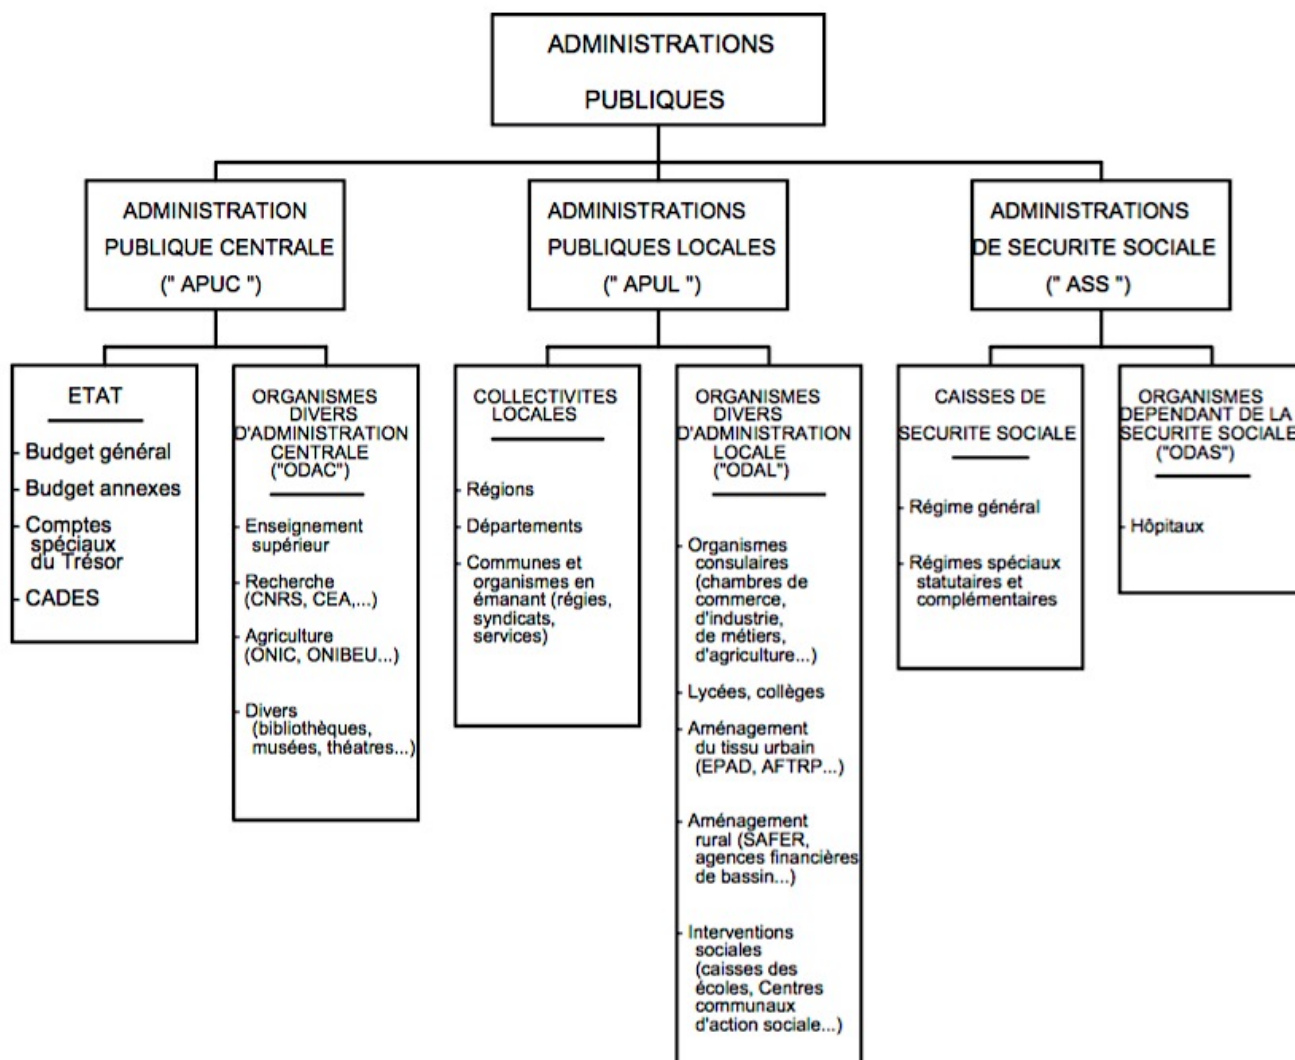 ADMINISTRATIONS
PUBLIQUES
ADMINISTRATION
PUBLIQUE CENTRALE
(" APUC ")
ADMINISTRATIONS
PUBLIQUES LOCALES
(" APUL ")
ADMINISTRATIONS
DE SECURITE SOCIALE
(" ASS ")
ETAT
- Budget général
- Budget annexes
- Comptes
spéciaux
du Trésor
- CADES
ORGANISMES
DIVERS
D'ADMINISTRATION
CENTRALE
("ODAC")
- Enseignement
supérieur
- Recherche
(CNRS, CEA,...)
- Agriculture
(ONIC, ONIBEU...)
- Divers
(bibliothèques,
musées, théatres...)
COLLECTIVITES
LOCALES
- Régions
- Départements
- Communes et
organismes en
émanant (régies,
syndicats,
services)
ORGANISMES
DIVERS
D'ADMINISTRATION
LOCALE
("ODAL")
- Organismes
consulaires
(chambres de
commerce,
d'industrie,
de métiers,
d'agriculture...)
- Lycées, collèges
- Aménagement
du tissu urbain
(EPAD, AFTRP...)
- Aménagement
rural (SAFER,
agences financières
de bassin...)
- Interventions
sociales
(caisses des
écoles, Centres
communaux
d'action sociale...)
CAISSES DE
SECURITE SOCIALE
- Régime général
- Régimes spéciaux
statutaires et
complémentaires
ORGANISMES
DEPENDANT DE LA
SECURITE SOCIALE
("ODAS")
- Hôpitaux